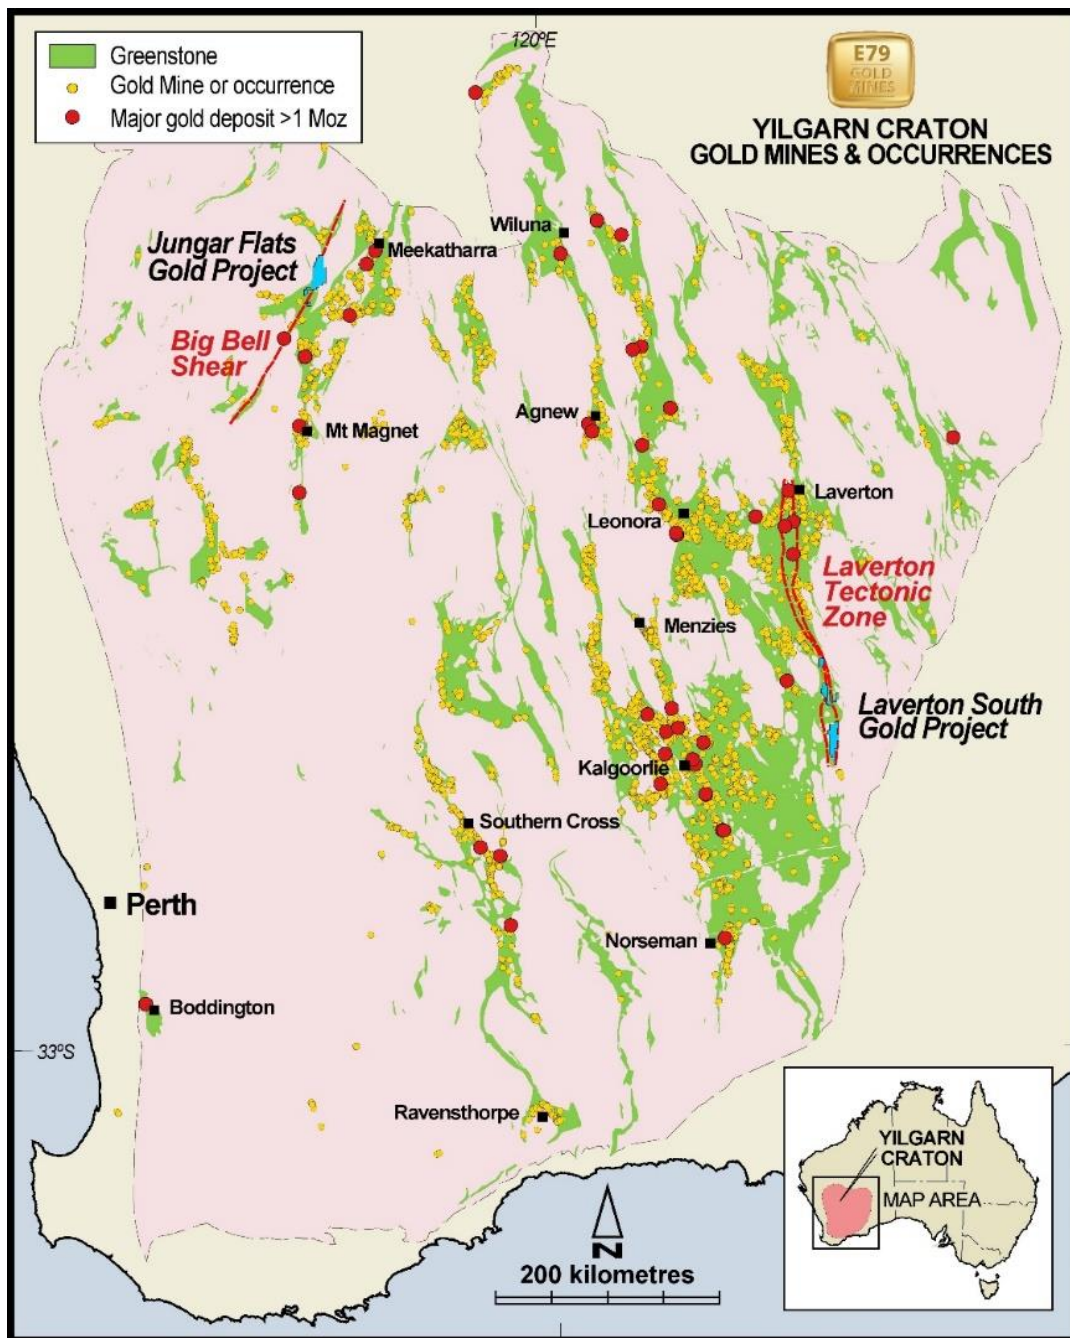 120ºE
Greenstone
Gold Mine or occurrence
Major gold deposit >1 Moz
E79
GOLD
MINES
YILGARN CRATON
GOLD MINES & OCCURRENCES
Wiluna
Jungar Flats
Gold Project
Meekatharra
Big Bell
Shear
Agnew
Mt Magnet
Laverton
Leonora
Laverton
Tectonic
Zone
Menzies
Laverton South
Gold Project
Kalgoorlie
Southern Cross
Perth
Norseman
Boddington
33ºS
Ravensthorpe
YILGARN
CRATON
MAP AREA
N
200 kilometres